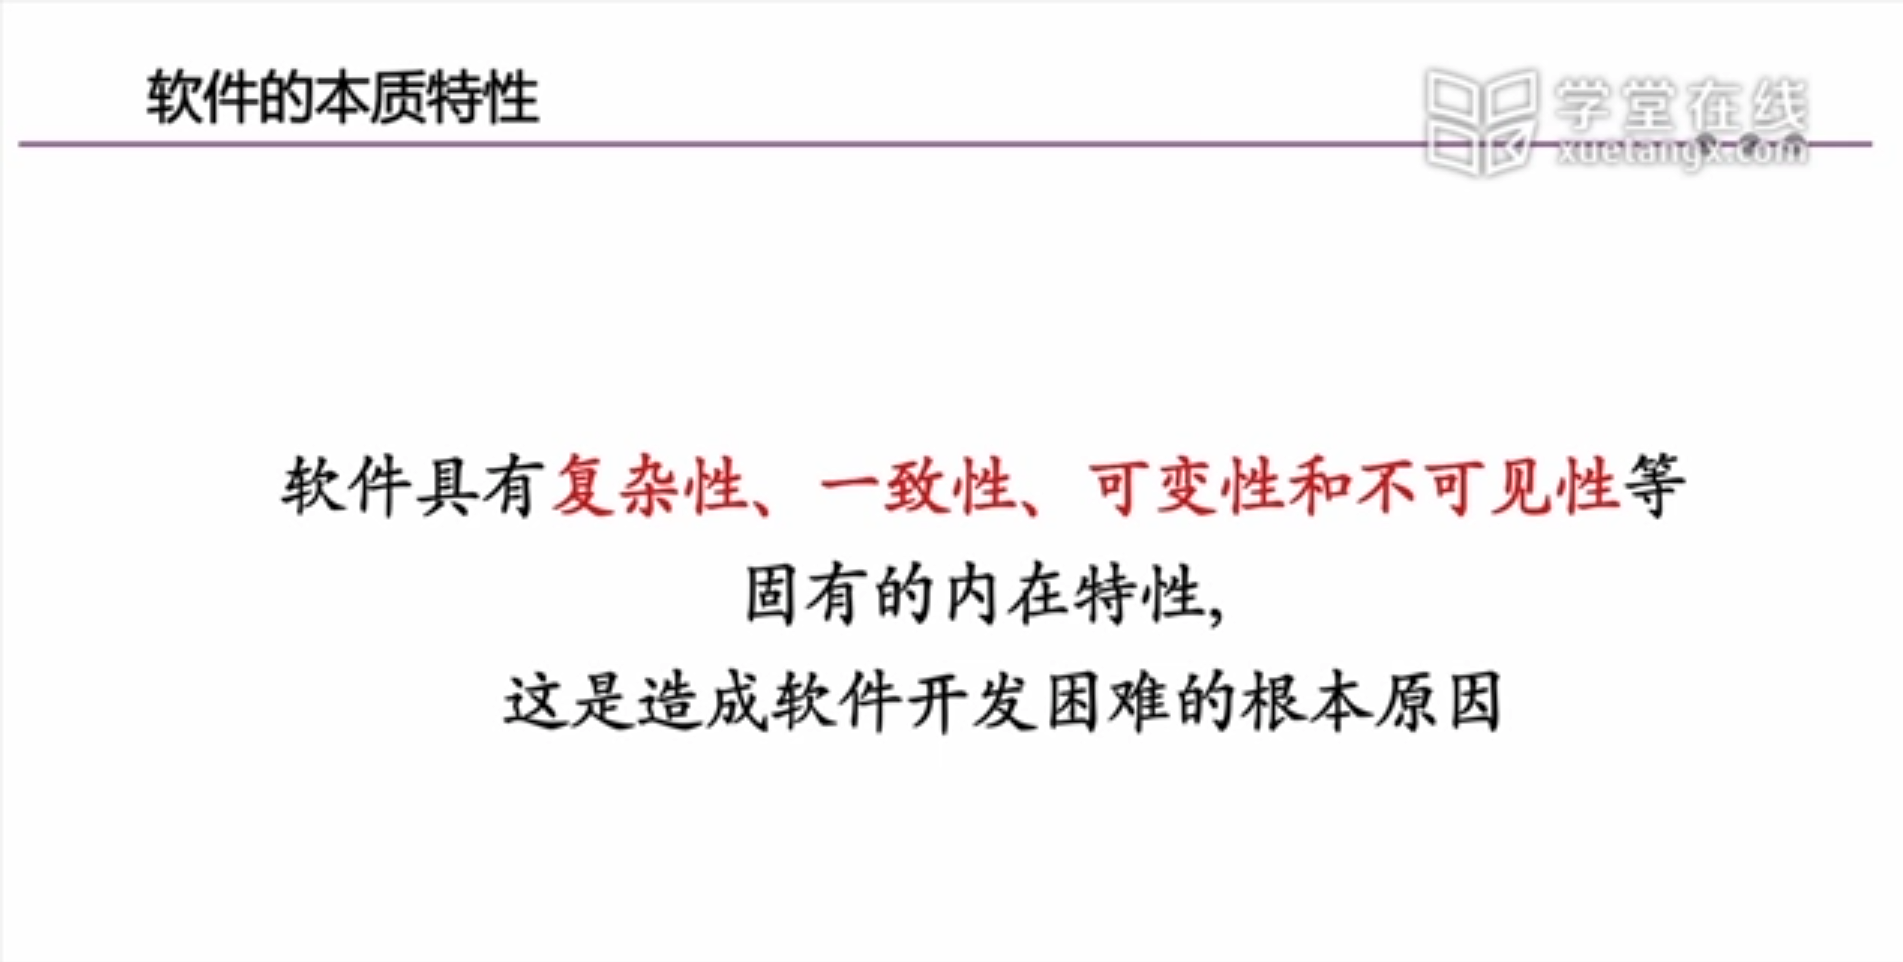 软件的本质特性
学堂在线
xuetangx.com
软件具有复杂性、一致性、可变性和不可见性等
固有的内在特性,
这是造成软件开发困难的根本原因